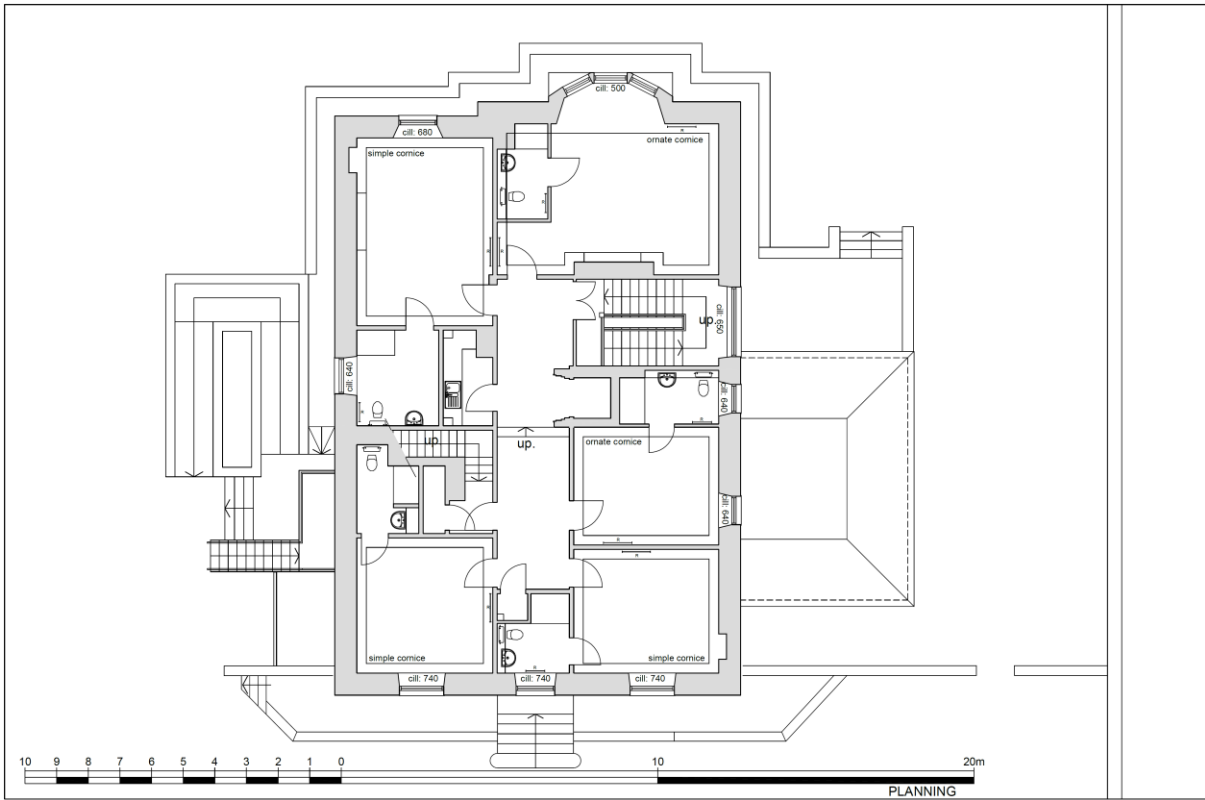 cill: 500
cill: 680
simple cornice
ornate cornice
R
R
R
R
cill: 650
up.
cill: 640
cill: 640
R
R
up.
up.
ornate cornice
cill: 640
R
R
R
simple cornice
R
simple cornice
cill: 740
cill: 740
cill: 740
10 9 8 7 6 5 4 3 2 1 0 10 20m
PLANNING